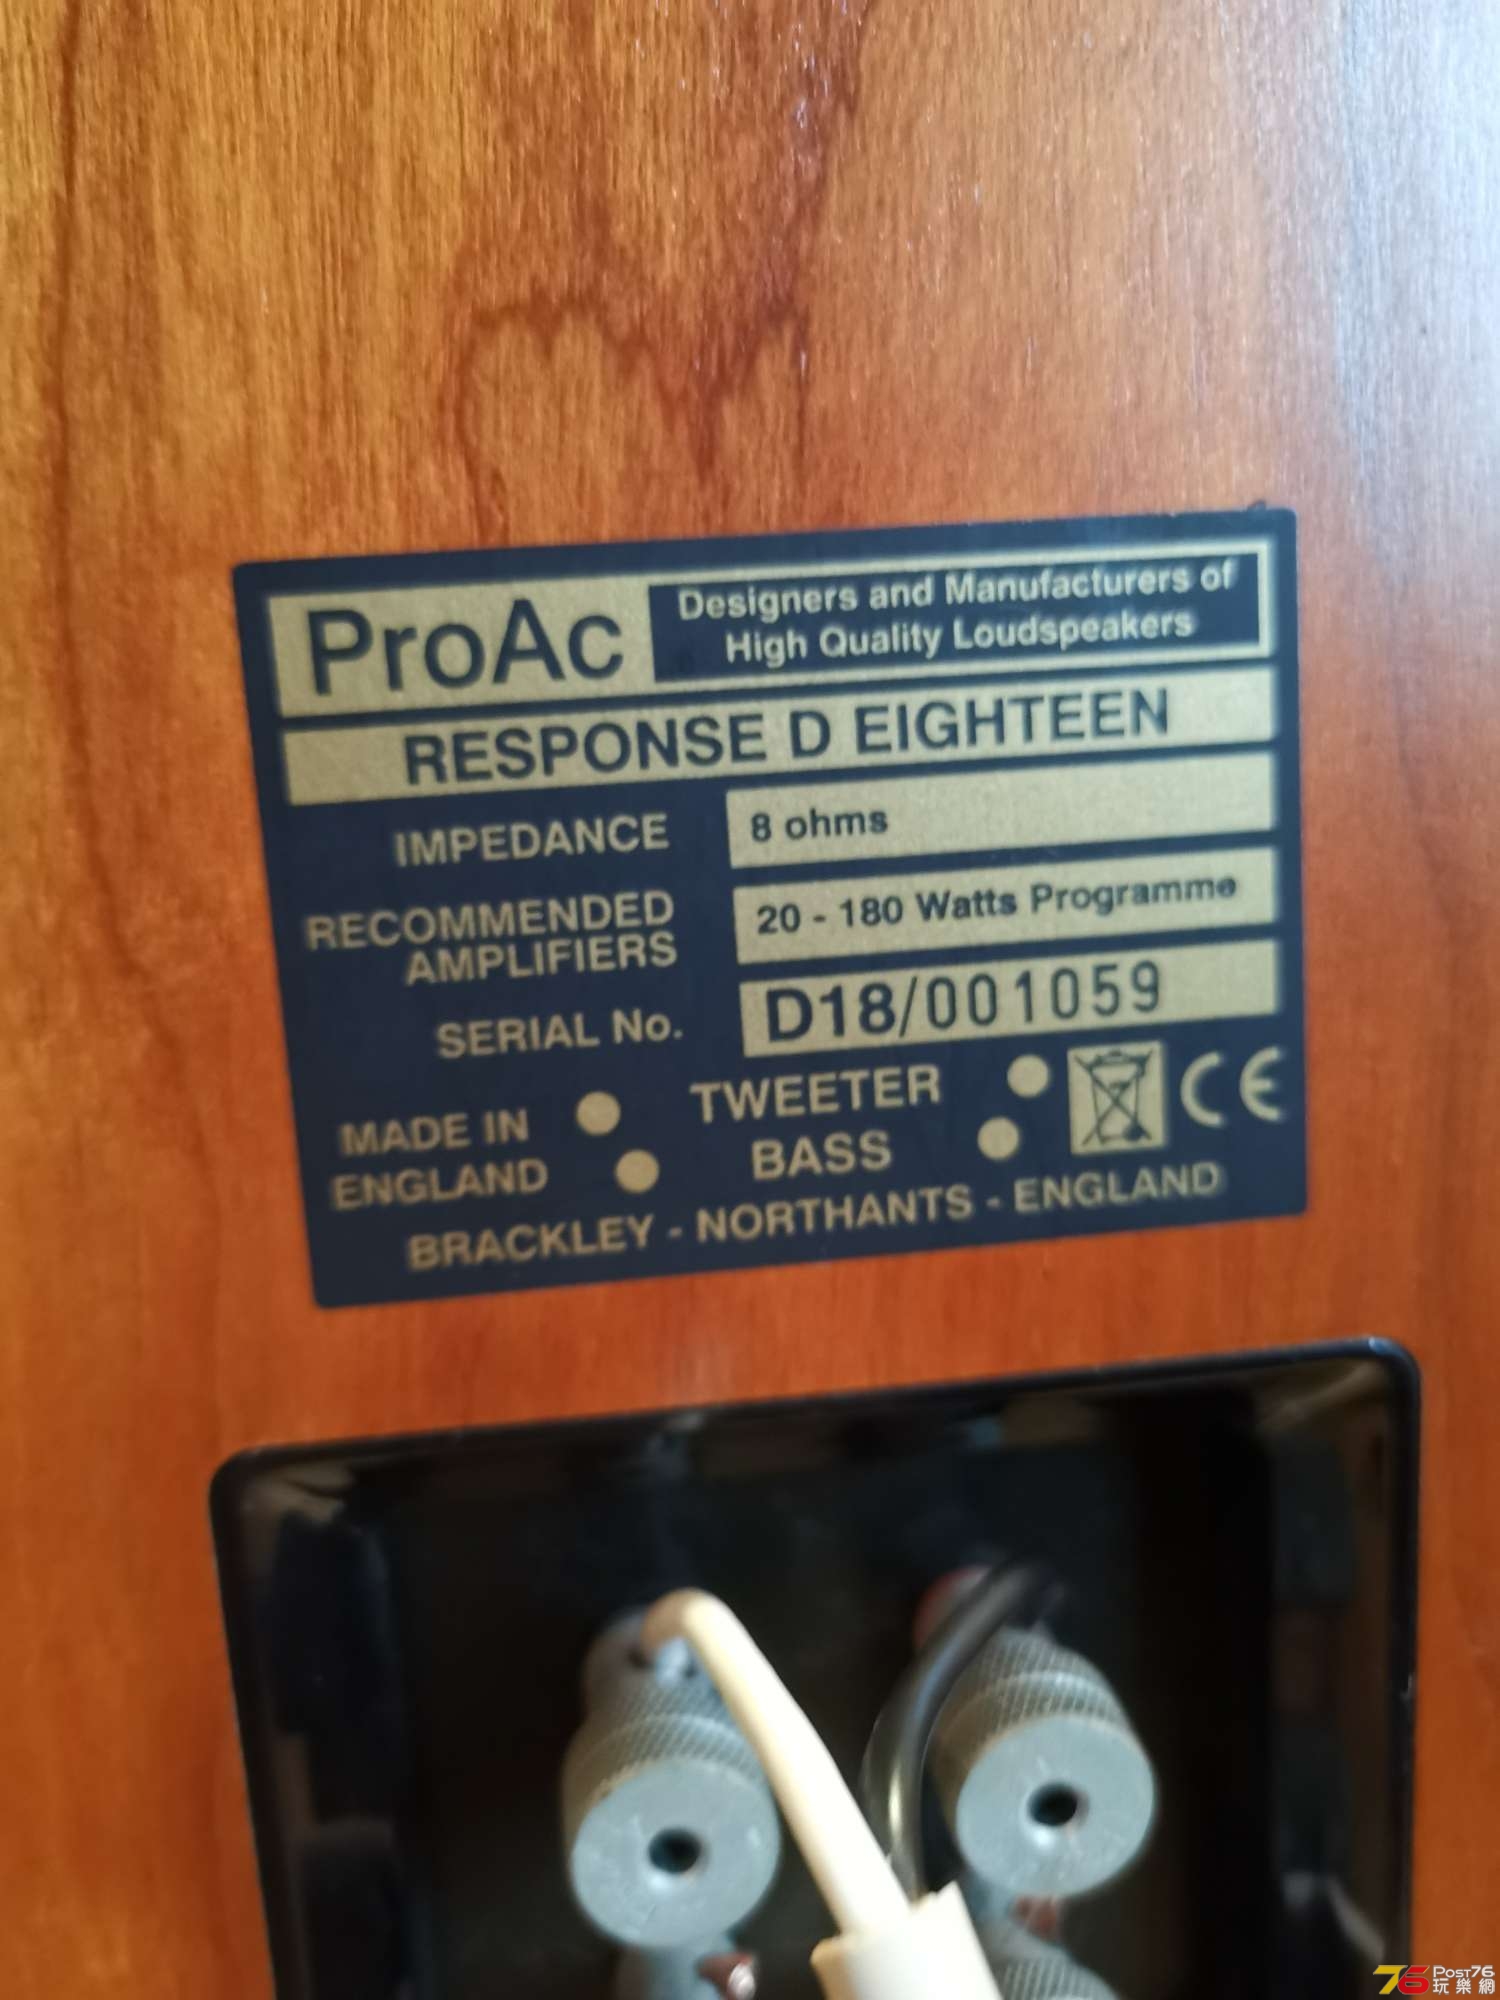 ProAc
Designers and Manufacturers of
High Quality Loudspeakers
RESPONSE D EIGHTEEN
IMPEDANCE 8 ohms
RECOMMENDED
AMPLIFIERS
20 - 180 Watts Programme
SERIAL No. D18/001059
MADE IN
ENGLAND
TWEETER
BASS
CE
BRACKLEY - NORTHANTS - ENGLAND
76 POST76
玩樂網